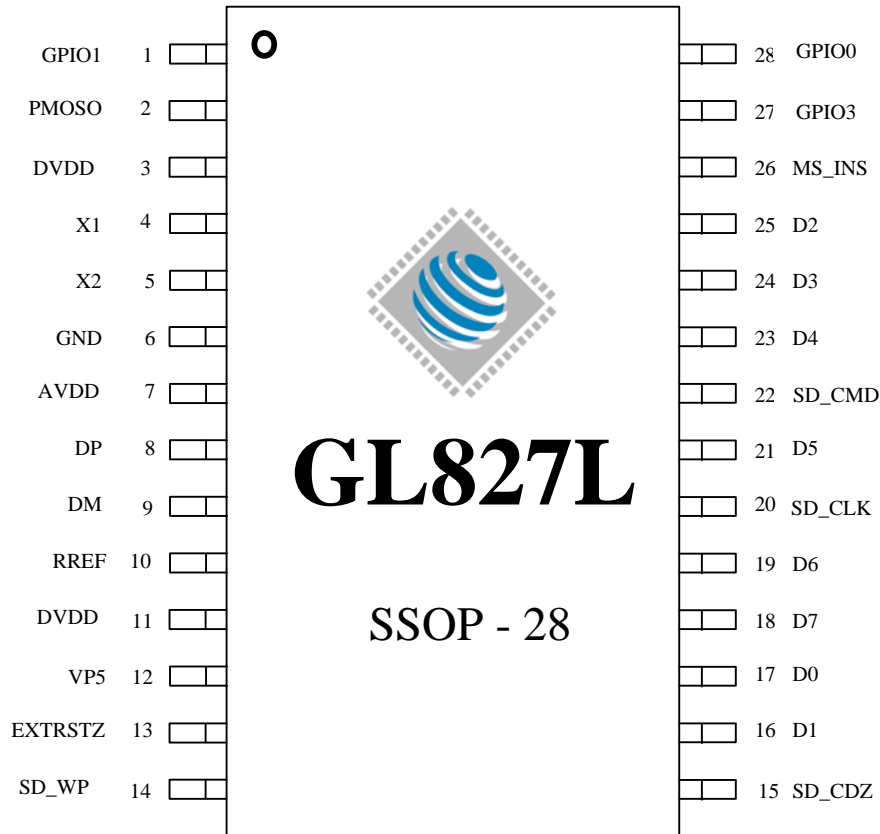 GPIO1 1 28 GPIO0
PMOSO 2 27 GPIO3
DVDD 3 26 MS_INS
X1 4 25 D2
X2 5 24 D3
GND 6 23 D4
AVDD 7 22 SD_CMD
DP 8 21 D5
GL827L
DM 9 20 SD_CLK
RREF 10 19 D6
DVDD 11 18 D7
SSOP - 28
VP5 12 17 D0
EXTRSTZ 13 16 D1
SD_WP 14 15 SD_CDZ